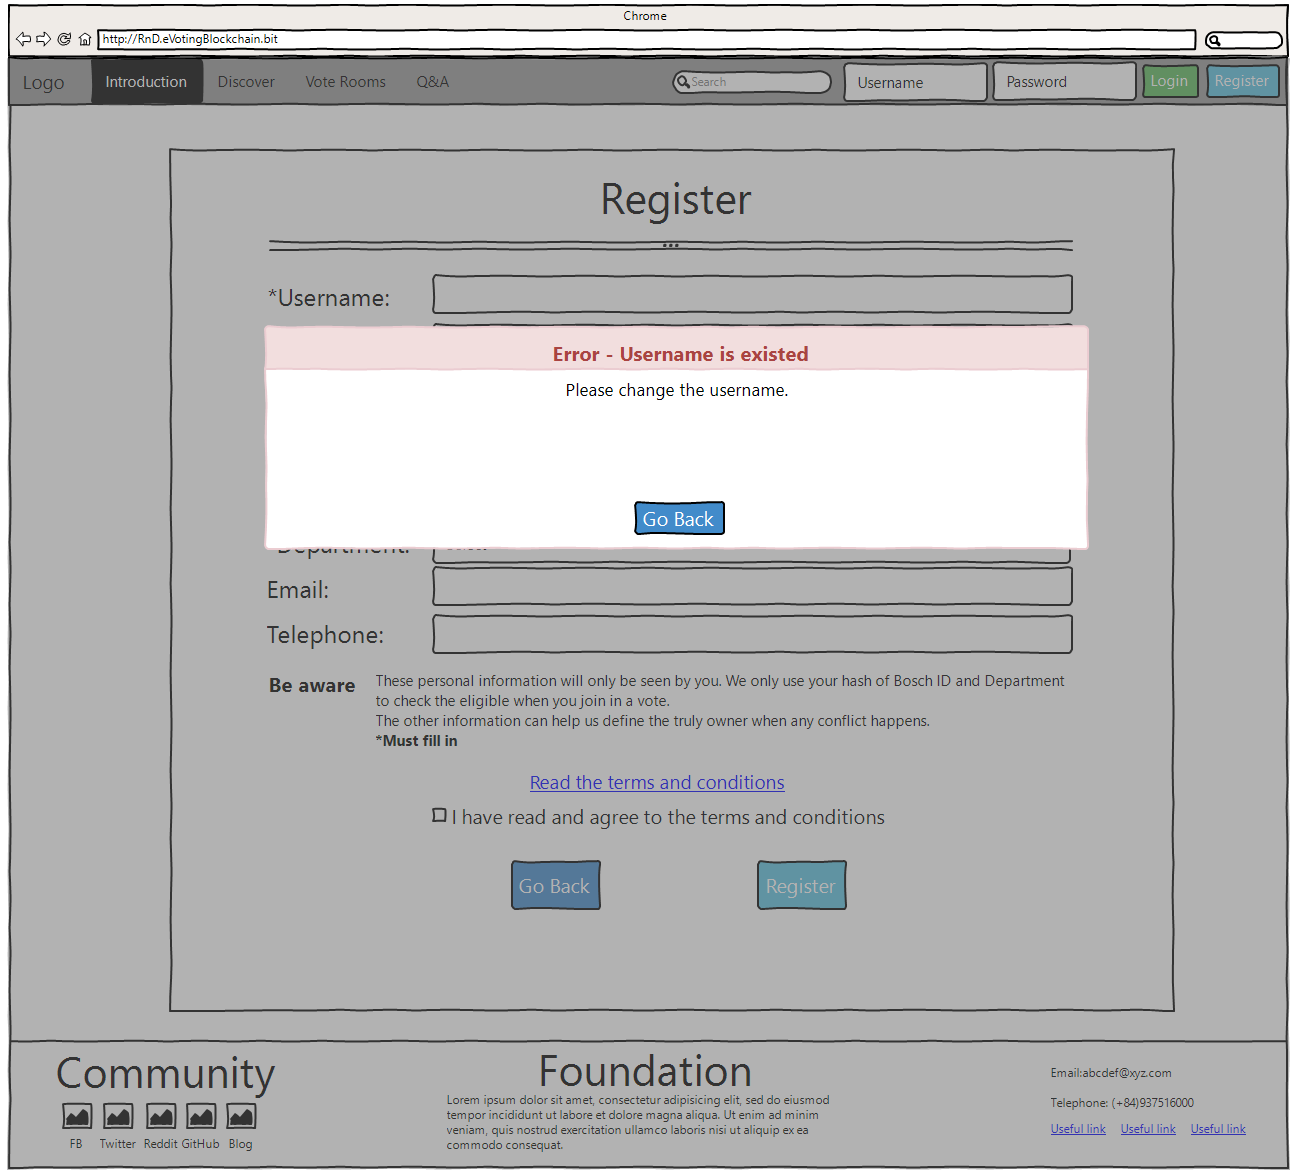 Chrome
http://RnD.eVotingBlockchain.bit
Logo Introduction Discover Vote Rooms Q&A Search Username Password Login Register
Register
*Username:
Error - Username is existed
Please change the username.
Go Back
Email:
Telephone:
Be aware These personal information will only be seen by you. We only use your hash of Bosch ID and Department
to check the eligible when you join in a vote.
The other information can help us define the truly owner when any conflict happens.
*Must fill in
Read the terms and conditions
I have read and agree to the terms and conditions
Go Back Register
Community
FB Twitter Reddit GitHub Blog
Foundation
Lorem ipsum dolor sit amet, consectetur adipisicing elit, sed do eiusmod
tempor incididunt ut labore et dolore magna aliqua. Ut enim ad minim
veniam, quis nostrud exercitation ullamco laboris nisi ut aliquip ex ea
commodo consequat.
Email:abcdef@xyz.com
Telephone: (+84)937516000
Useful link Useful link Useful link